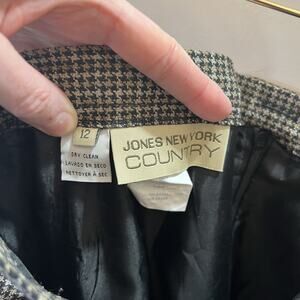 12
DRY CLEAN
LAVADO EN SECO
NETTOYER À SEC
JONES NEW YORK
COUNTRY